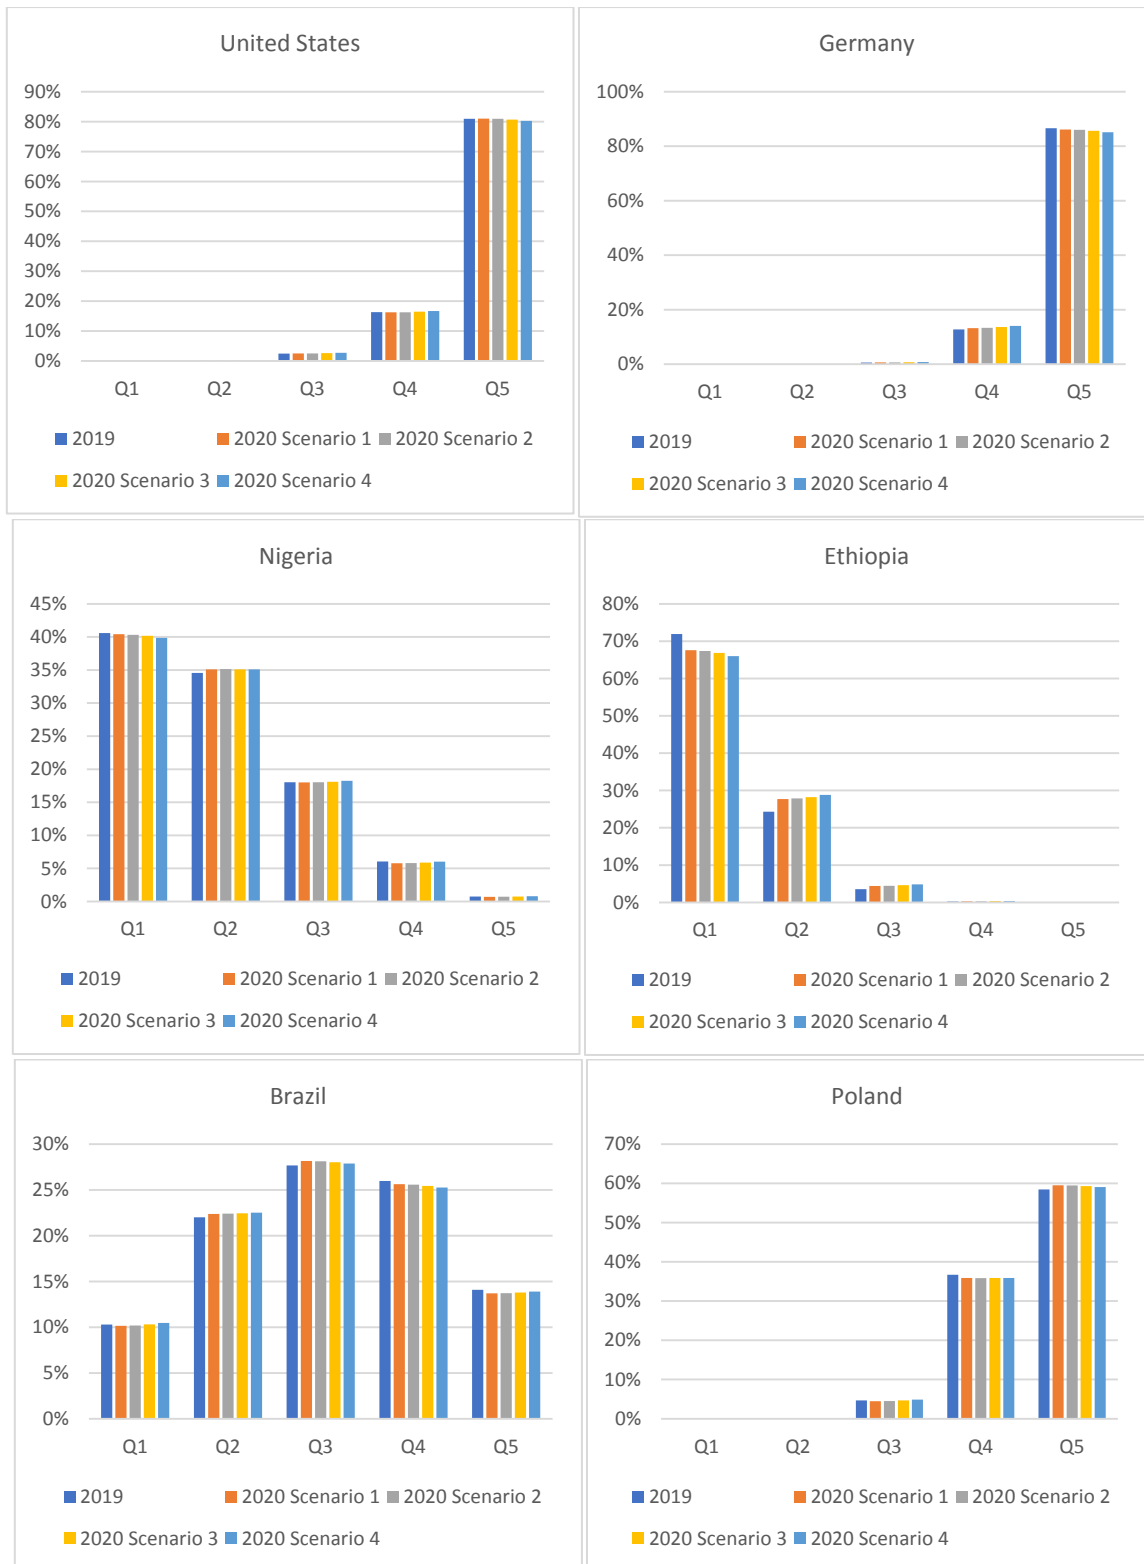 United States
90%
80%
70%
60%
50%
40%
30%
20%
10%
0%
Q1 Q2 Q3 Q4 Q5
2019 2020 Scenario 1 2020 Scenario 2
2020 Scenario 3 2020 Scenario 4
Germany
100%
80%
60%
40%
20%
0%
Q1 Q2 Q3 Q4 Q5
2019 2020 Scenario 1 2020 Scenario 2
2020 Scenario 3 2020 Scenario 4
Nigeria
45%
40%
35%
30%
25%
20%
15%
10%
5%
0%
Q1 Q2 Q3 Q4 Q5
2019 2020 Scenario 1 2020 Scenario 2
2020 Scenario 3 2020 Scenario 4
Ethiopia
80%
70%
60%
50%
40%
30%
20%
10%
0%
Q1 Q2 Q3 Q4 Q5
2019 2020 Scenario 1 2020 Scenario 2
2020 Scenario 3 2020 Scenario 4
Brazil
30%
25%
20%
15%
10%
5%
0%
Q1 Q2 Q3 Q4 Q5
2019 2020 Scenario 1 2020 Scenario 2
2020 Scenario 3 2020 Scenario 4
Poland
70%
60%
50%
40%
30%
20%
10%
0%
Q1 Q2 Q3 Q4 Q5
2019 2020 Scenario 1 2020 Scenario 2
2020 Scenario 3 2020 Scenario 4